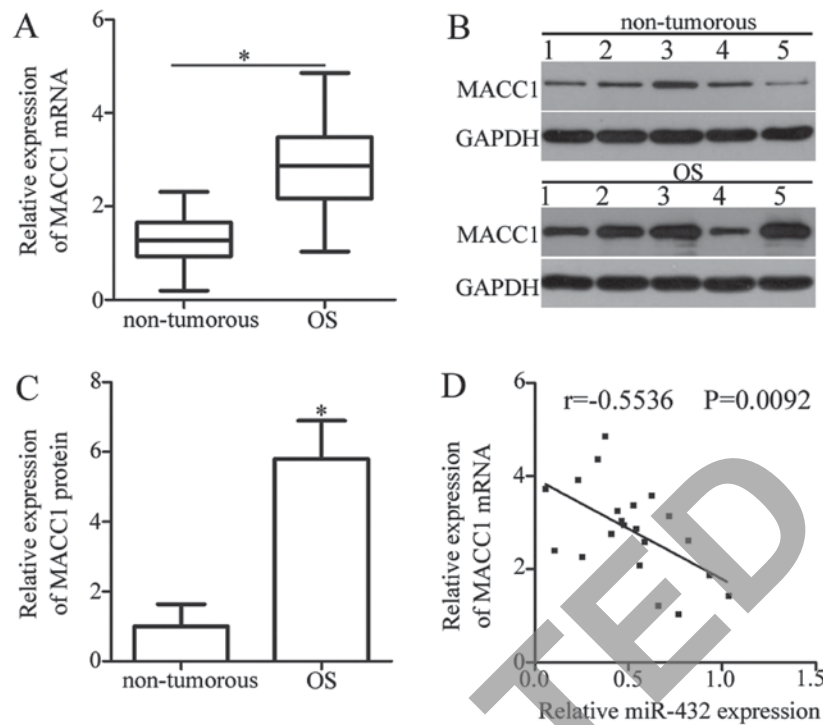 A
Relative expression
of MACC1 mRNA
6
4
2
0
*
non-tumorous
OS
B
non-tumorous
1 2 3 4 5
MACC1
GAPDH
OS
1 2 3 4 5
MACC1
GAPDH
C
Relative expression
of MACC1 protein
8
6
4
2
0
*
non-tumorous
OS
D
Relative expression
of MACC1 mRNA
6
4
2
0
r=-0.5536 P=0.0092
0.0 0.5 1.0 1.5
Relative miR-432 expression
TED